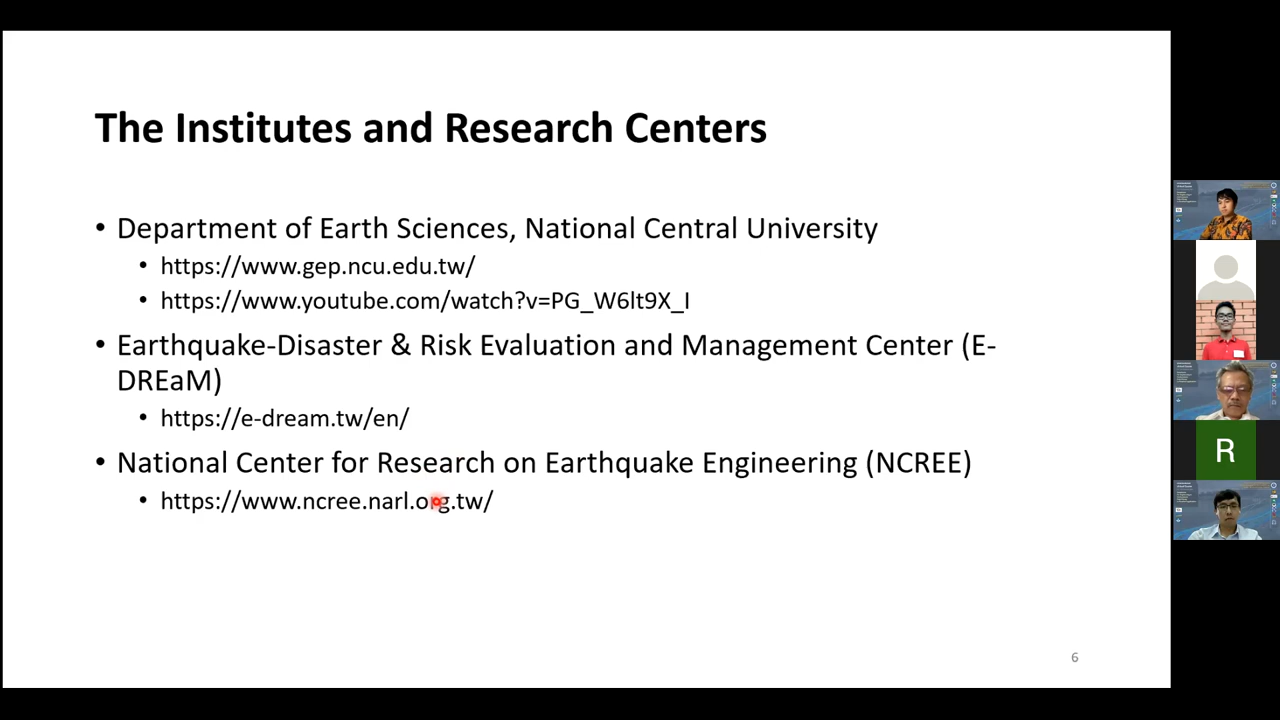 The Institutes and Research Centers
• Department of Earth Sciences, National Central University
• https://www.gep.ncu.edu.tw/
• https://www.youtube.com/watch?v=PG_W6lt9X_I
• Earthquake-Disaster & Risk Evaluation and Management Center (E-
DREaM)
• https://e-dream.tw/en/
• National Center for Research on Earthquake Engineering (NCREE)
• https://www.ncree.narl.org.tw/
6
R